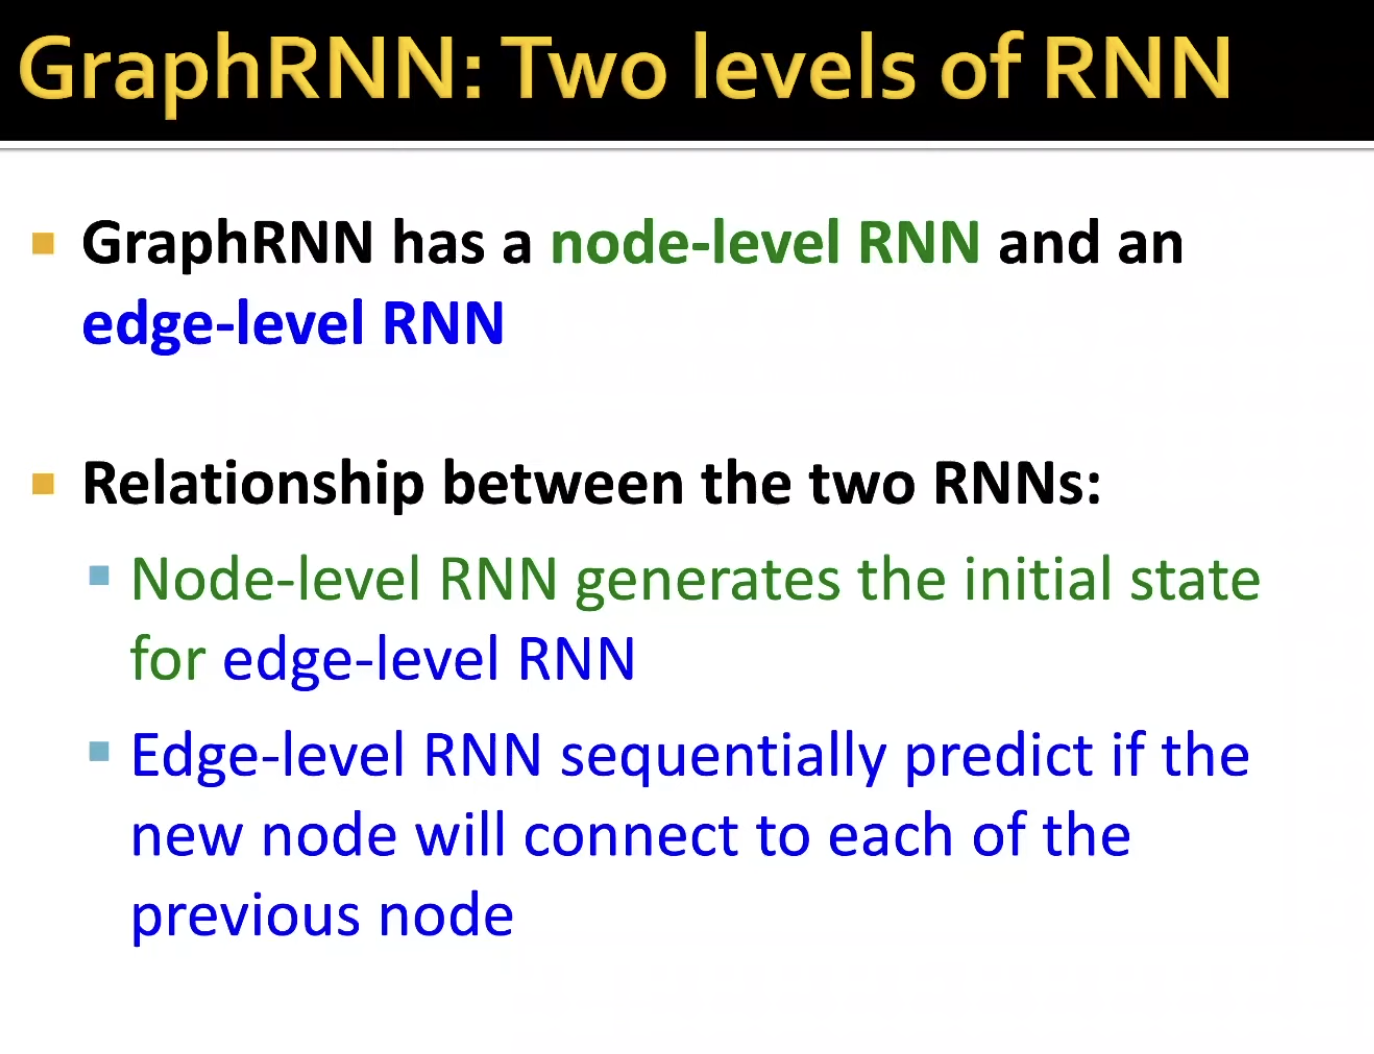 GraphRNN: Two levels of RNN
GraphRNN has a node-level RNN and an
edge-level RNN
Relationship between the two RNNs:
Node-level RNN generates the initial state
for edge-level RNN
Edge-level RNN sequentially predict if the
new node will connect to each of the
previous node